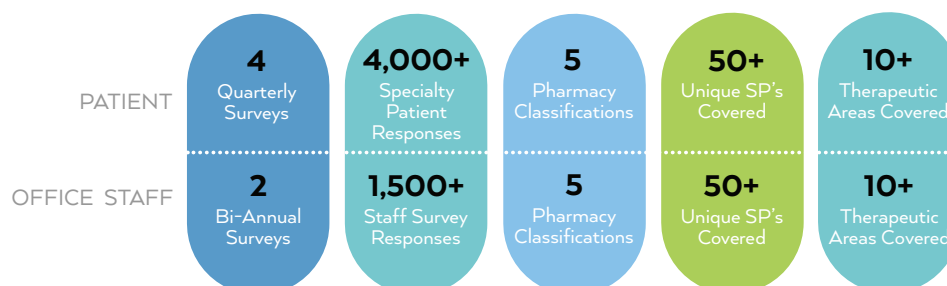 PATIENT
4
Quarterly
Surveys
4,000+
Specialty
Patient
Responses
5
Pharmacy
Classifications
50+
Unique SP's
Covered
10+
Therapeutic
Areas Covered
OFFICE STAFF
2
Bi-Annual
Surveys
1,500+
Staff Survey
Responses
5
Pharmacy
Classifications
50+
Unique SP's
Covered
10+
Therapeutic
Areas Covered